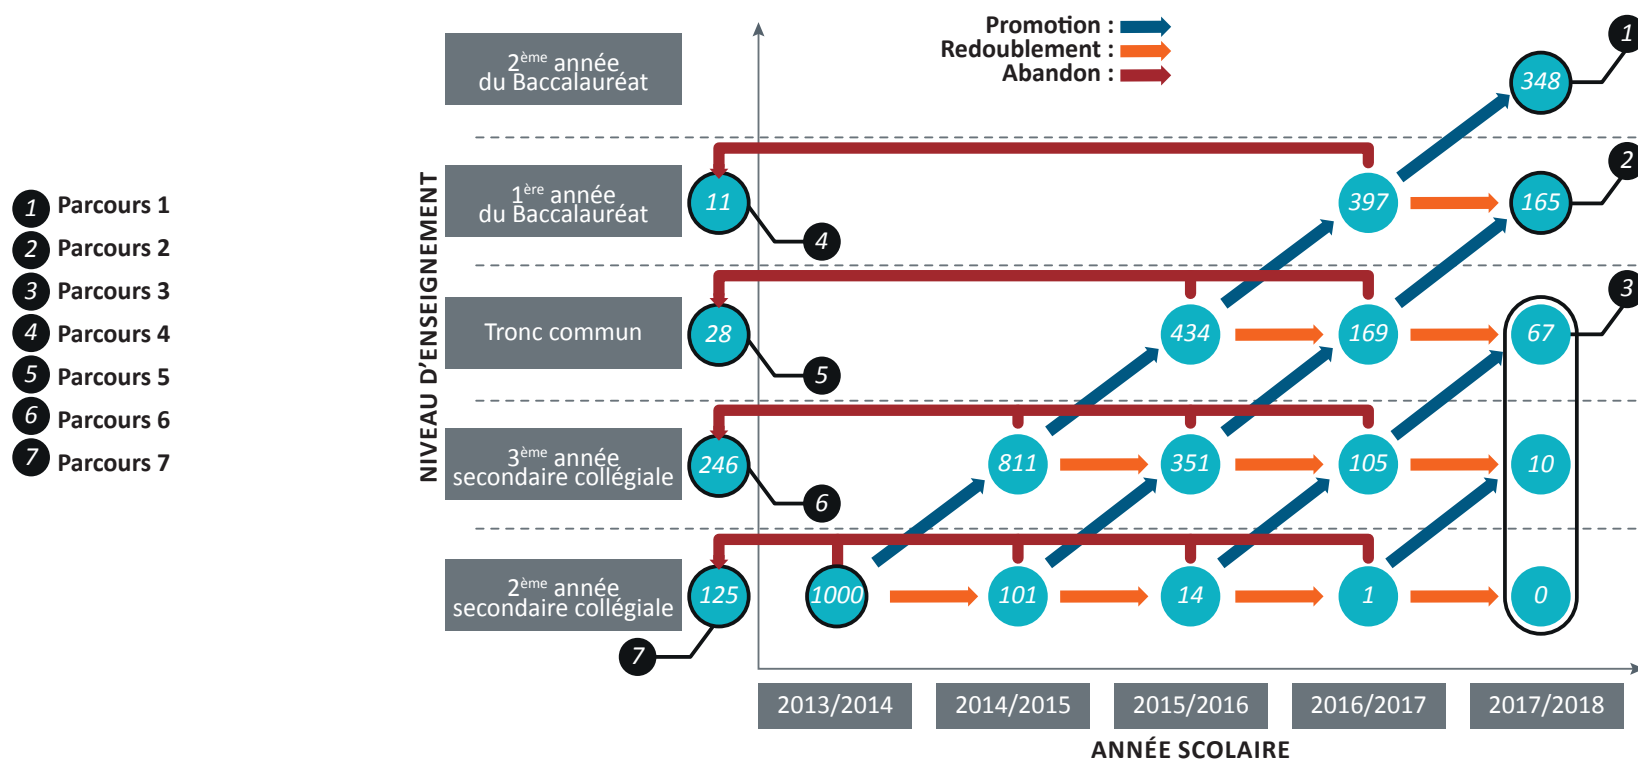 Promotion :
Redoublement :
Abandon :
1 Parcours 1
2 Parcours 2
3 Parcours 3
4 Parcours 4
5 Parcours 5
6 Parcours 6
7 Parcours 7
NIVEAU D'ENSEIGNEMENT
2ème année
du Baccalauréat
348
1
1ère année
du Baccalauréat
11
4
397
165
2
Tronc commun
28
5
434
169
67
3
3ème année
secondaire collégiale
246
6
811
351
105
10
2ème année
secondaire collégiale
125
7
1000
101
14
1
0
2013/2014
2014/2015
2015/2016
2016/2017
2017/2018
ANNÉE SCOLAIRE